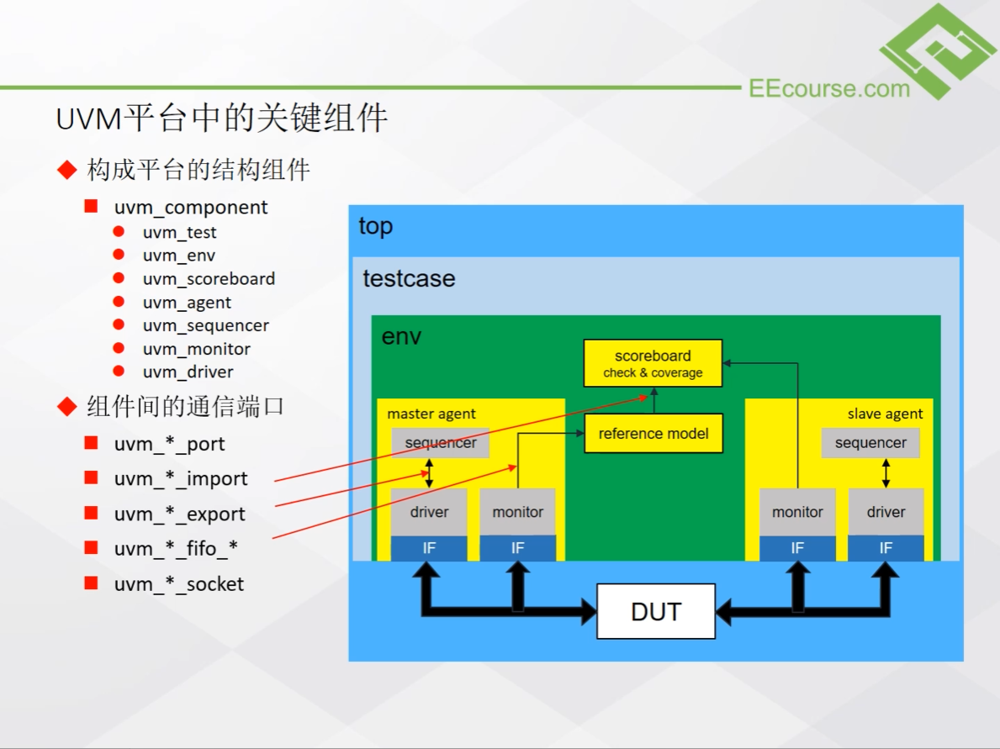 EEcourse.com
UVM平台中的关键组件
构成平台的结构组件
uvm_component
uvm_test
uvm_env
uvm_scoreboard
uvm_agent
uvm_sequencer
uvm_monitor
uvm_driver
组件间的通信端口
uvm_*_port
uvm_*_import
uvm_*_export
uvm_*_fifo_*
uvm_*_socket
top
testcase
env
scoreboard
check & coverage
master agent
slave agent
sequencer
reference model
sequencer
driver
monitor
monitor
driver
IF
IF
IF
IF
DUT